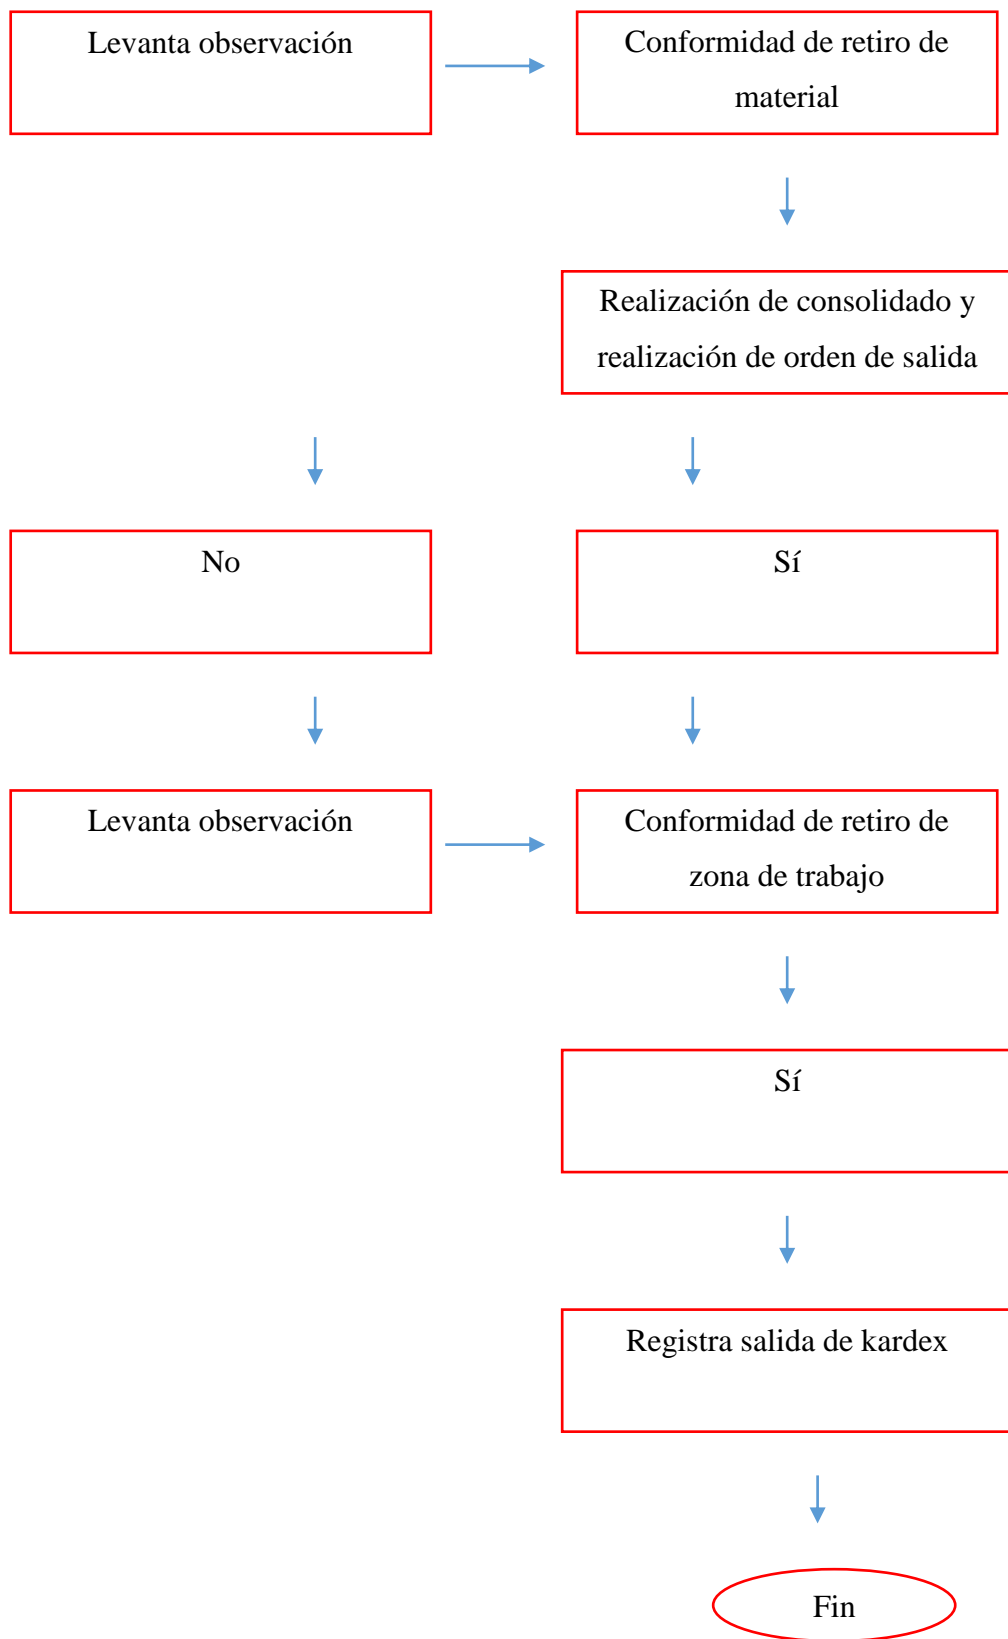 Levanta observación
Conformidad de retiro de
material
Realización de consolidado y
realización de orden de salida
No
Sí
Levanta observación
Conformidad de retiro de
zona de trabajo
Sí
Registra salida de kardex
Fin